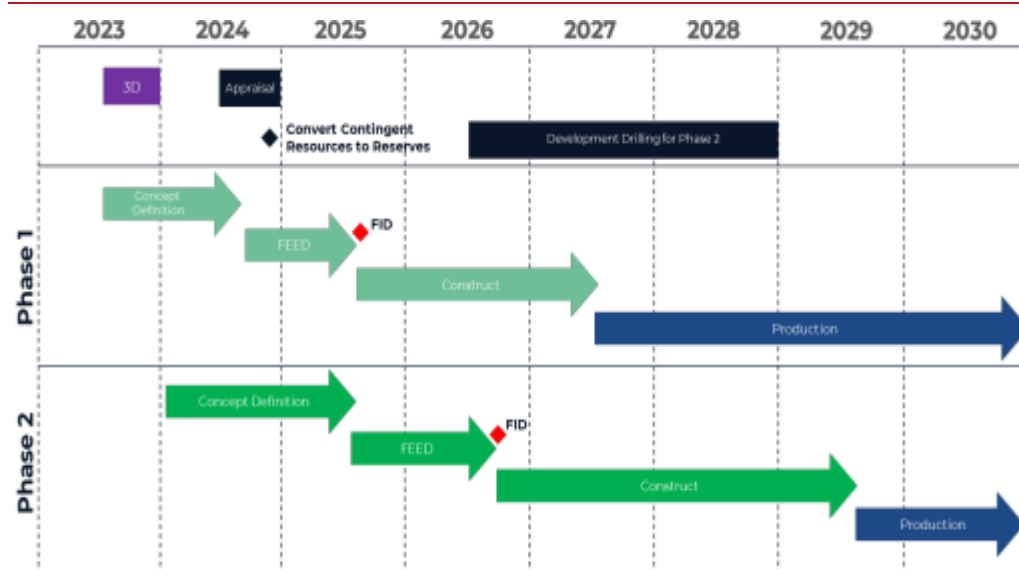 2023 2024 2025 2026 2027 2028 2029 2030
3D
Appraisal
Convert Contingent
Resources to Reserves
Development Drilling for Phase 2
Phase 1
Concept
Definition
FID
FEED
Construct
Production
Phase 2
Concept Definition
FID
FEED
Construct
Production